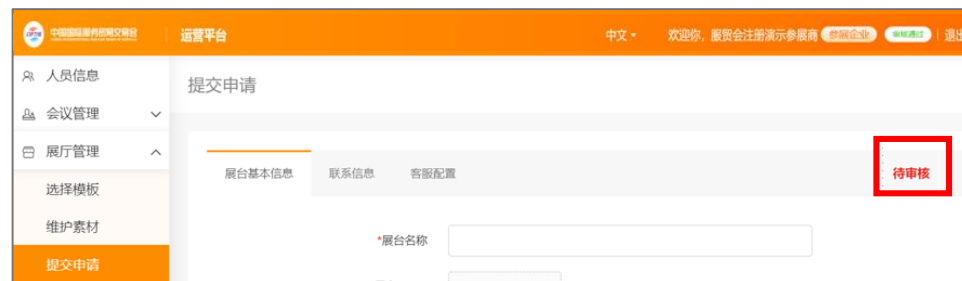 中国国际服务贸易交易会
运营平台
中文
欢迎你，服贸会注册演示参展商
参展企业
审核通过
退出
人员信息
会议管理
展厅管理
选择模板
维护素材
提交申请
提交申请
展台基本信息
联系信息
客服配置
待审核
*展台名称